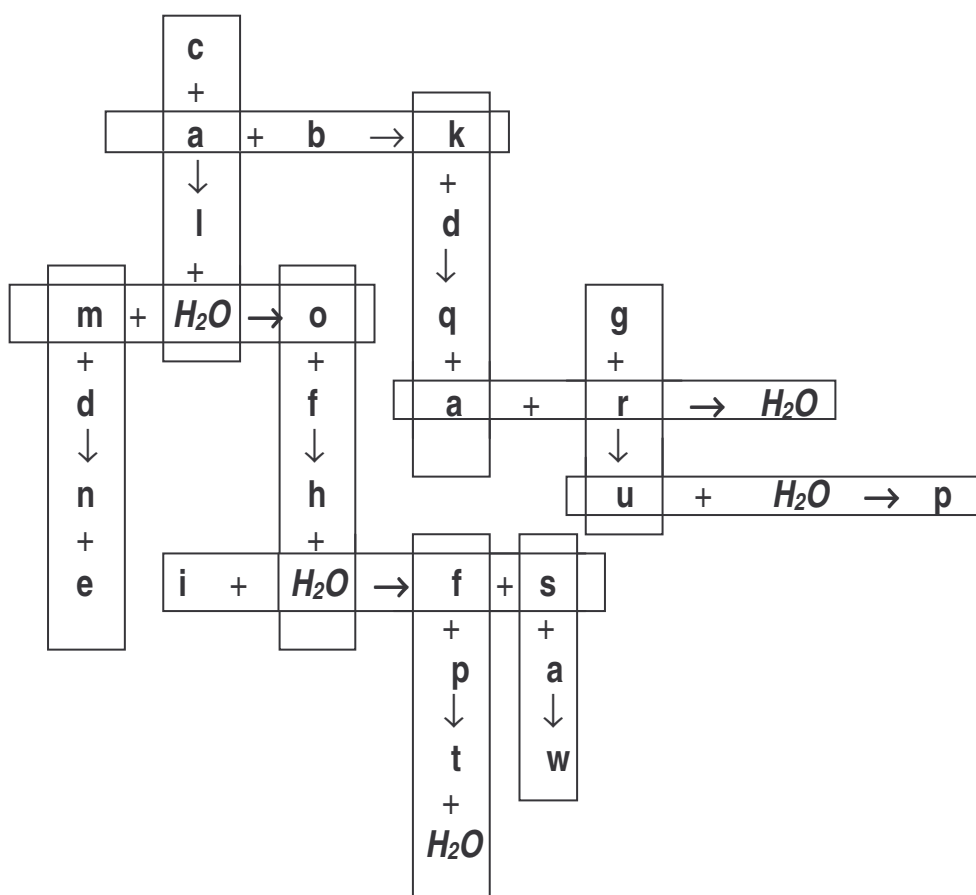 c
+
a + b → k
↓ +
l d
+ ↓
m + H₂O → o q g
+ + + +
d f a + r → H₂O
↓ ↓ ↓
n h u + H₂O → p
+ +
e i + H₂O → f + s
+ +
p a
↓ ↓
t w
+
H₂O